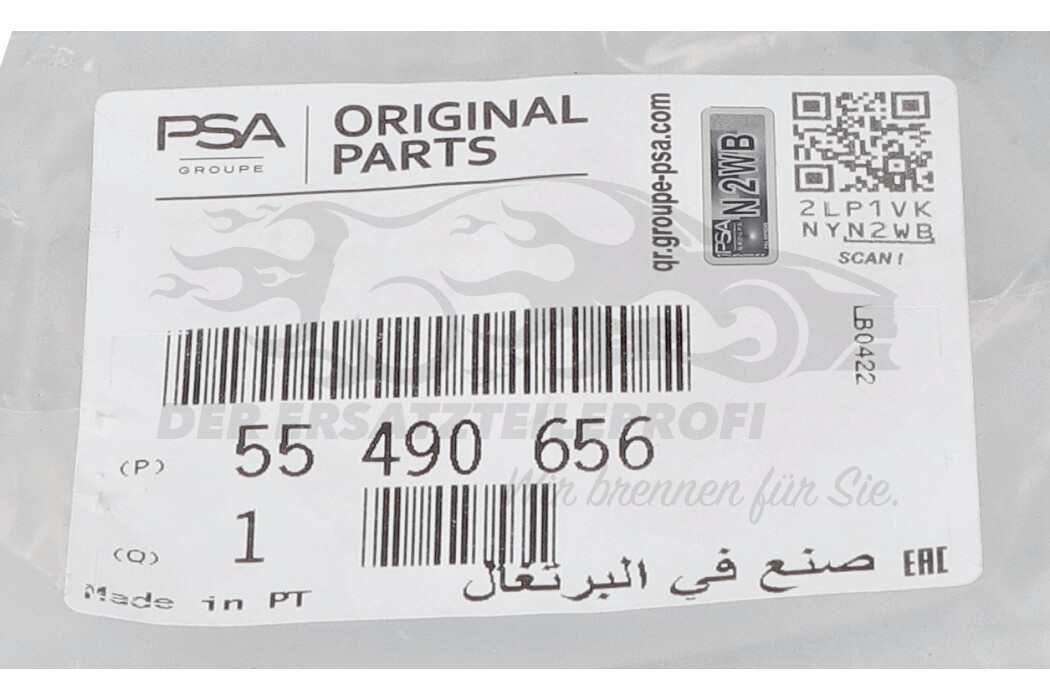 PSA
GROUPE
ORIGINAL
PARTS
qr.groupe-psa.com
PSA
GROUPE
N2WB
2LP1VK
NYN2WB
SCAN!
LB0422
DER ERSATZTEILEPROFI
(P) 55 490 656
Wir brennen für Sie.
(Q) 1
Made in PT
صنع في البرتغال
EAC